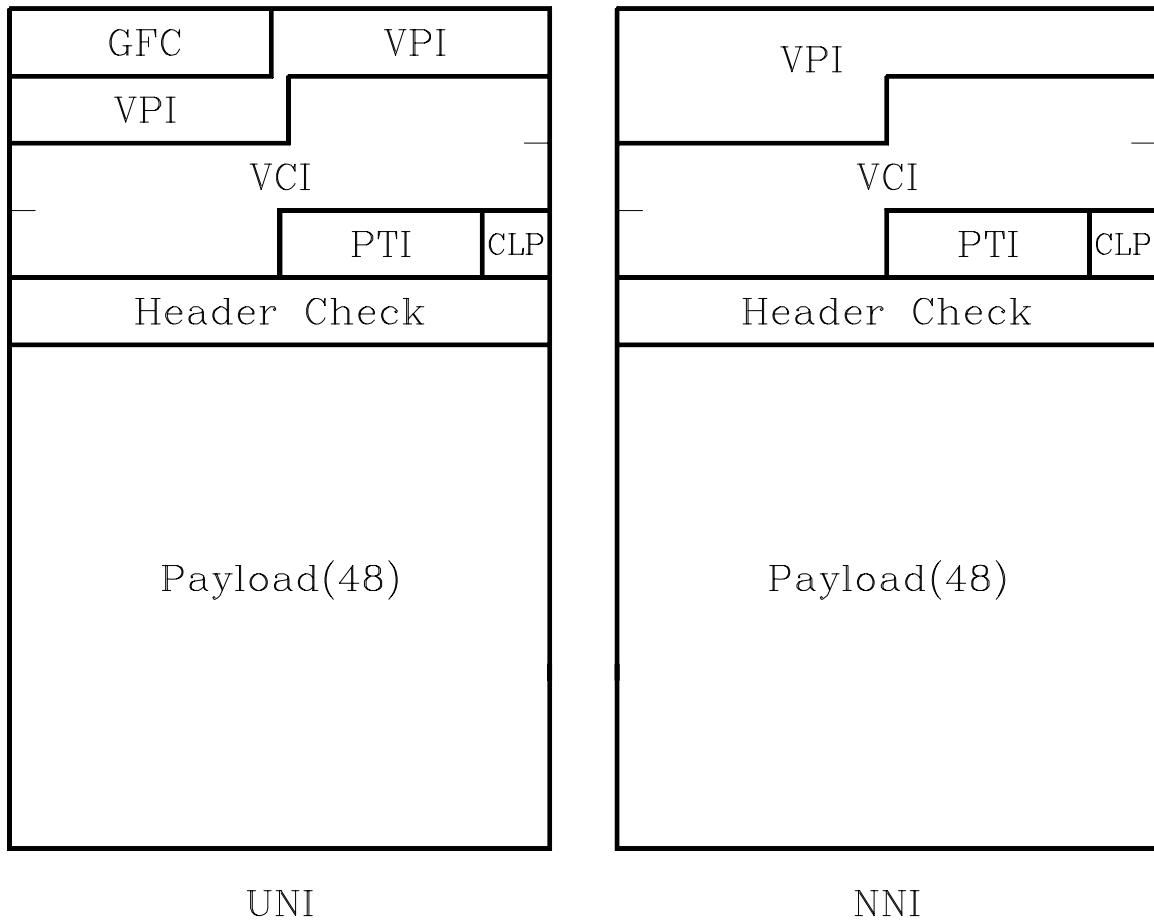 GFC VPI
VPI
VCI
PTI CLP
Header Check
Payload(48)
UNI
VPI
VCI
PTI CLP
Header Check
Payload(48)
NNI